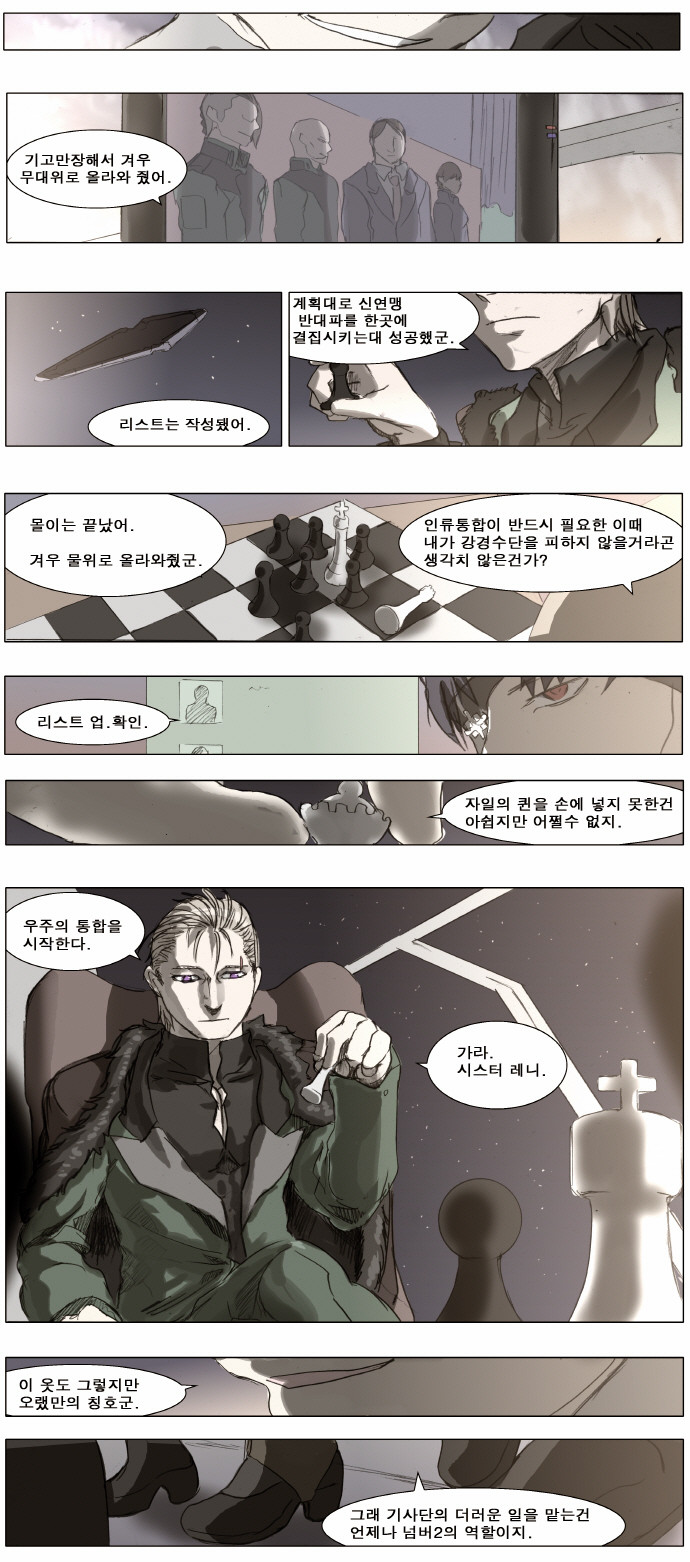 기고만장해서 겨우
무대위로 올라와 줬어.
리스트는 작성됐어.
계획대로 신연맹
반대파를 한곳에
결집시키는대 성공했군.
몰이는 끝났어.
겨우 물위로 올라와줬군.
인류통합이 반드시 필요한 이때
내가 강경수단을 피하지 않을거라곤
생각치 않은건가?
리스트 업.확인.
자일의 퀸을 손에 넣지 못한건
아쉽지만 어쩔수 없지.
우주의 통합을
시작한다.
가라.
시스터 레니.
이 옷도 그렇지만
오랬만의 칭호군.
그래 기사단의 더러운 일을 맡는건
언제나 넘버2의 역할이지.